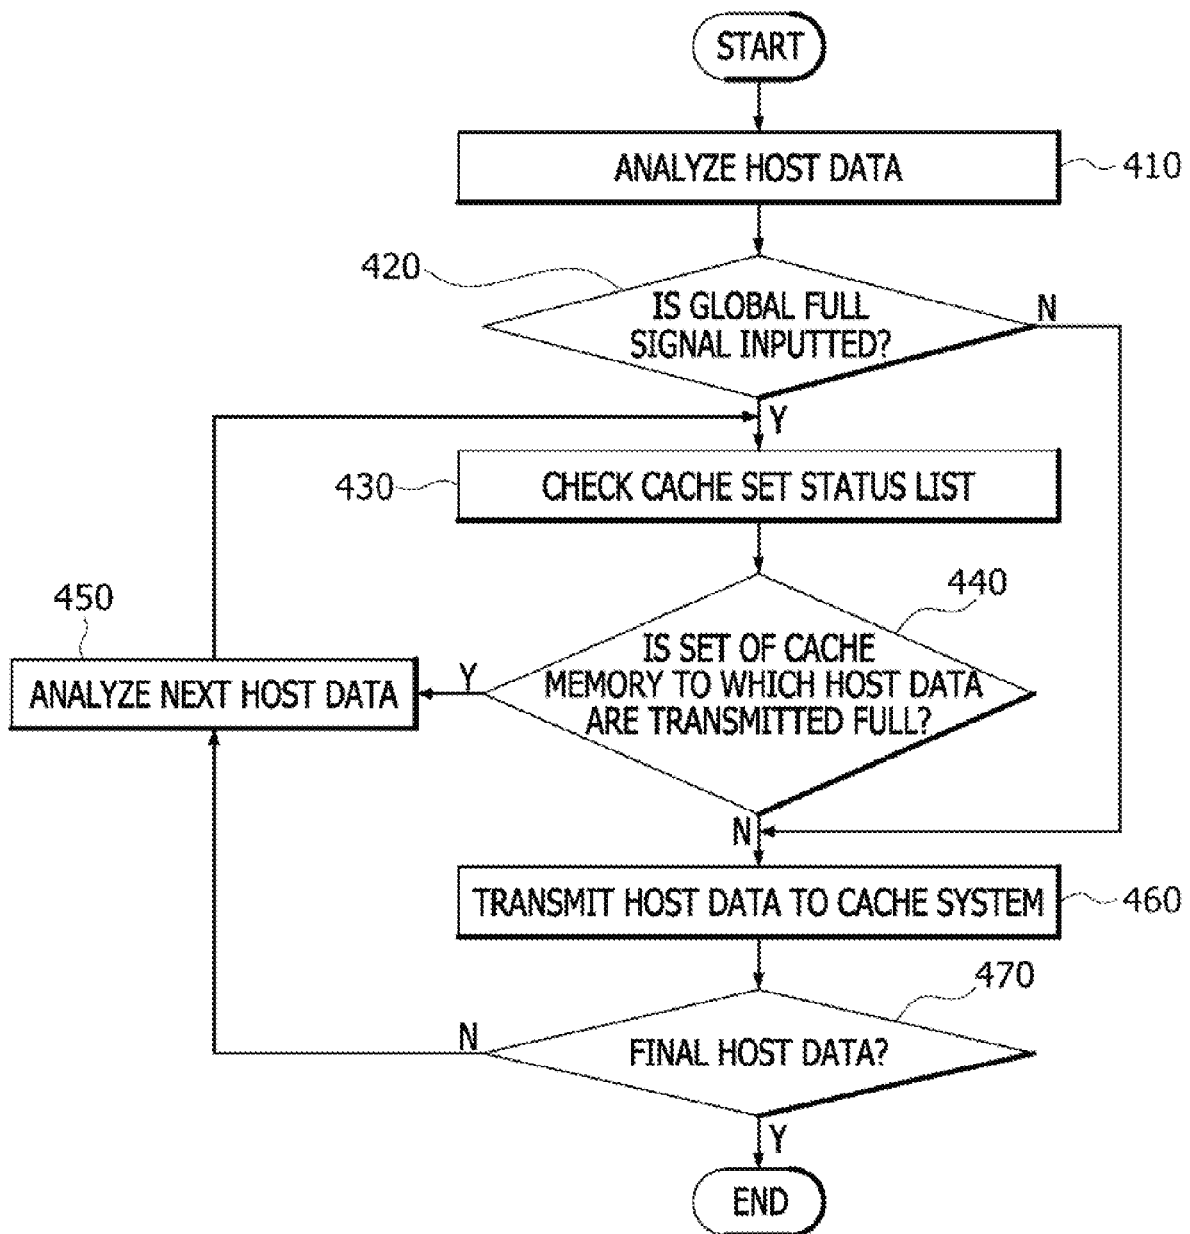 START
ANALYZE HOST DATA
410
420
IS GLOBAL FULL
SIGNAL INPUTTED?
N
Y
430
CHECK CACHE SET STATUS LIST
440
450
IS SET OF CACHE
MEMORY TO WHICH HOST DATA
ARE TRANSMITTED FULL?
Y
ANALYZE NEXT HOST DATA
N
TRANSMIT HOST DATA TO CACHE SYSTEM
460
470
N
FINAL HOST DATA?
Y
END